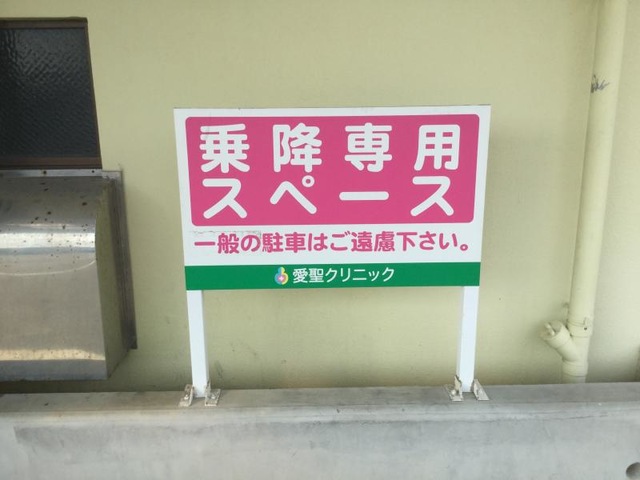 乗降専用
スペース
一般の駐車はご遠慮下さい。
愛聖クリニック